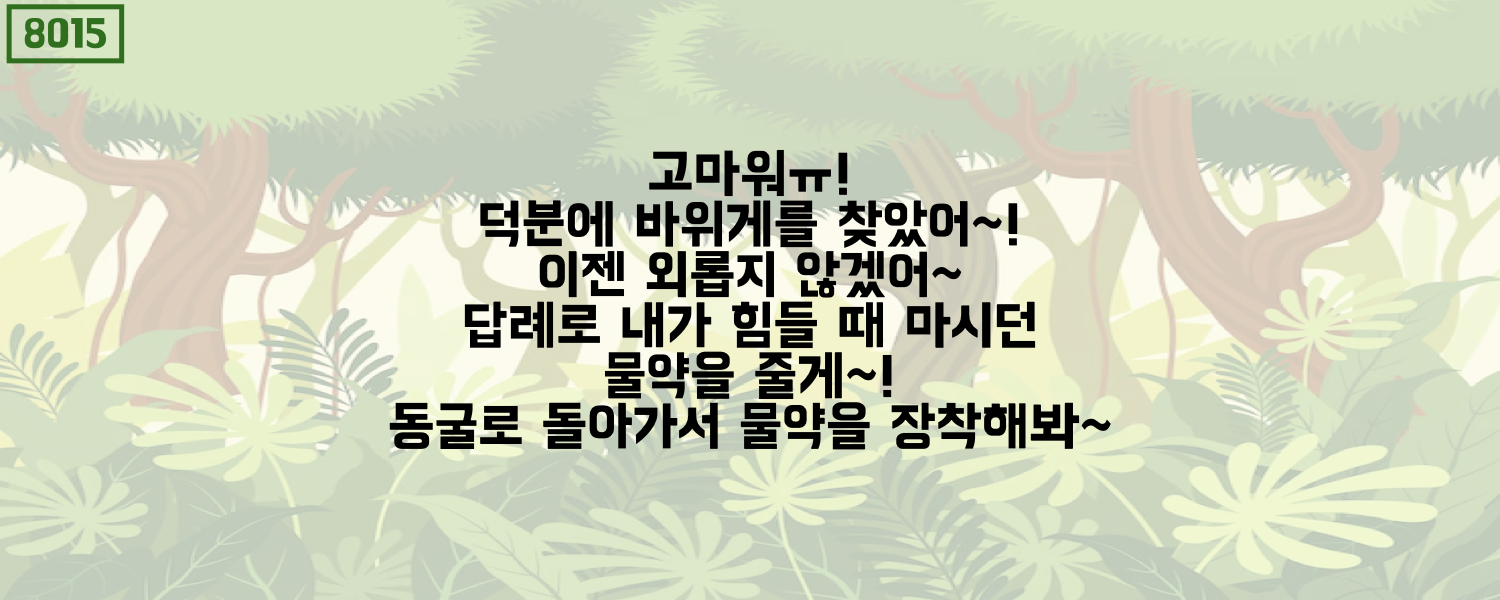 8015
고마워ㅠ!
덕분에 바위게를 찾았어~!
이젠 외롭지 않겠어~
답례로 내가 힘들 때 마시던
물약을 줄게~!
동굴로 돌아가서 물약을 장착해봐~